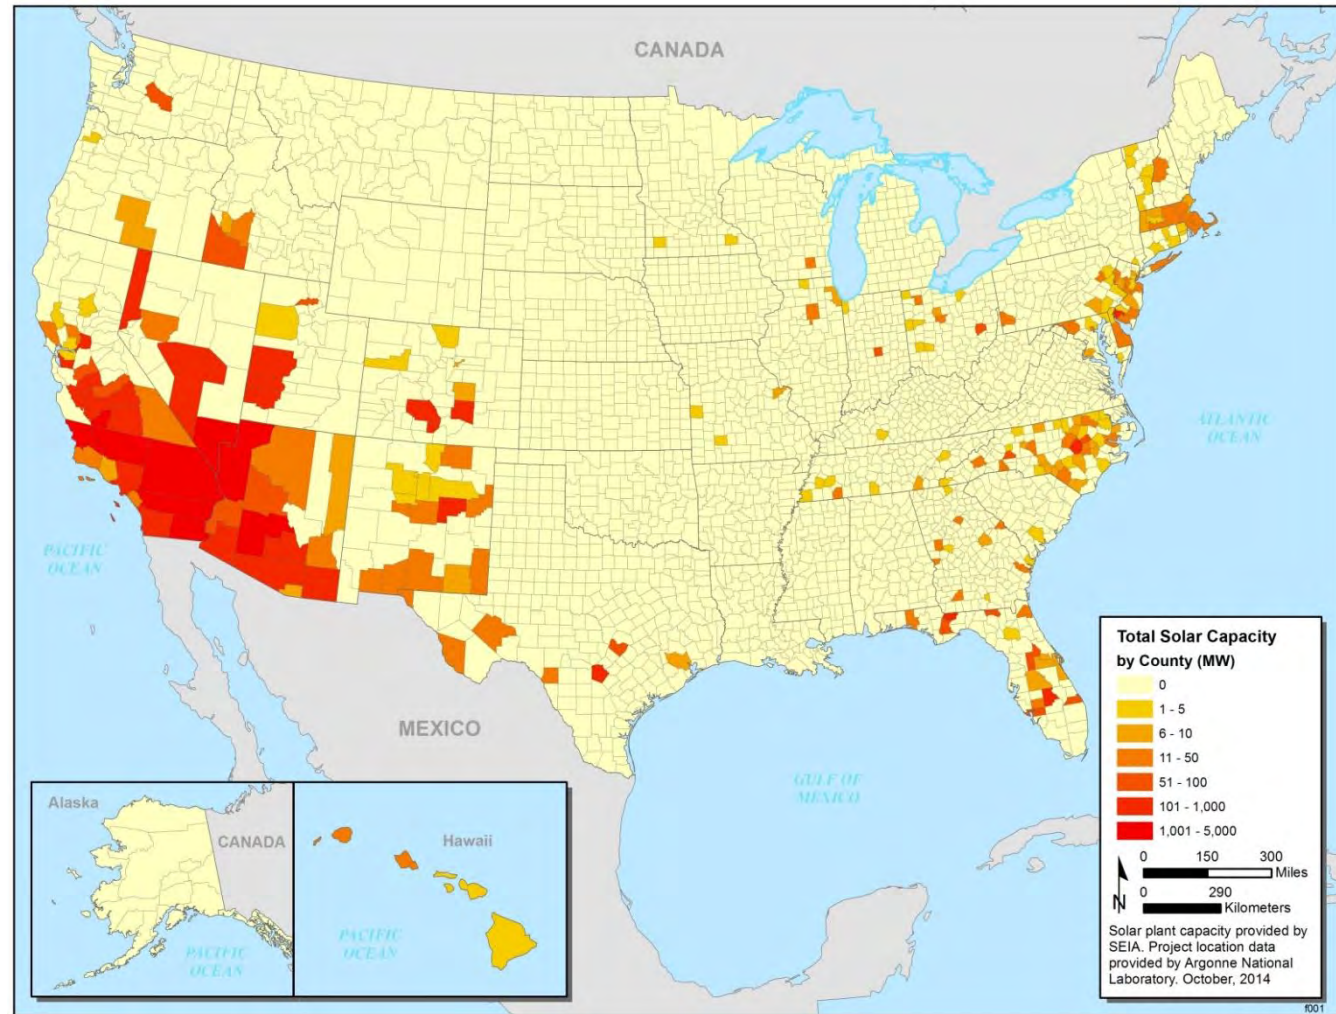 CANADA
ATLANTIC
OCEAN
PACIFIC
OCEAN
MEXICO
GULF OF
MEXICO
Alaska
CANADA
PACIFIC
OCEAN
Hawaii
PACIFIC
OCEAN
Total Solar Capacity
by County (MW)
0
1 - 5
6 - 10
11 - 50
51 - 100
101 - 1,000
1,001 - 5,000
0 150 300
Miles
0 290
Kilometers
N
Solar plant capacity provided by
SEIA. Project location data
provided by Argonne National
Laboratory. October, 2014
f001